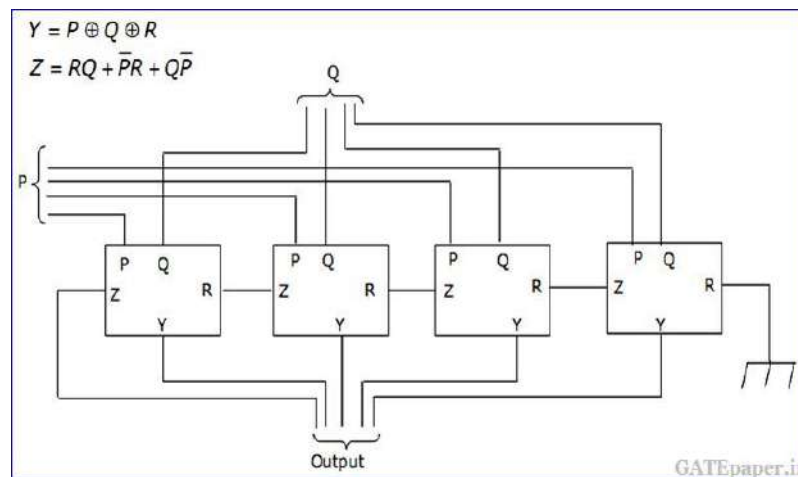 Y = P ⊕ Q ⊕ R
Z = RQ + P̅R + QP̅
Q
P
P Q
P Q
P Q
P Q
Z R
Z R
Z R
Z R
Y
Y
Y
Y
Output
GATEpaper.i